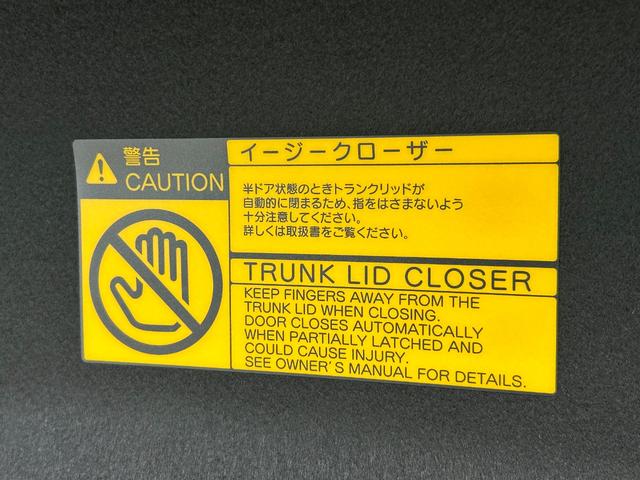 警告
CAUTION
イージークローザー
半ドア状態のときトランクリッドが
自動的に閉まるため、指をはさまないよう
十分注意してください。
詳しくは取扱書をご覧ください。
TRUNK LID CLOSER
KEEP FINGERS AWAY FROM THE
TRUNK LID WHEN CLOSING.
DOOR CLOSES AUTOMATICALLY
WHEN PARTIALLY LATCHED AND
COULD CAUSE INJURY.
SEE OWNER'S MANUAL FOR DETAILS.